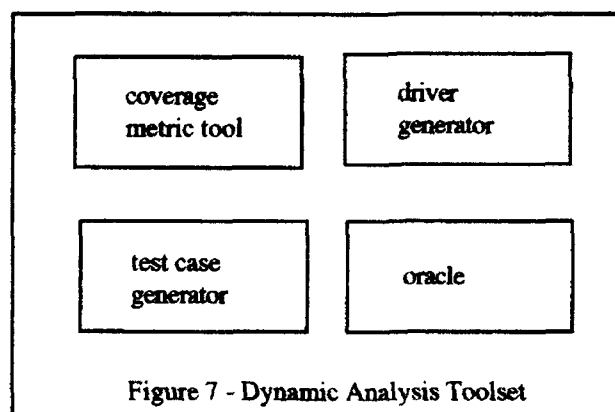 coverage
metric tool
driver
generator
test case
generator
oracle
Figure 7 - Dynamic Analysis Toolset